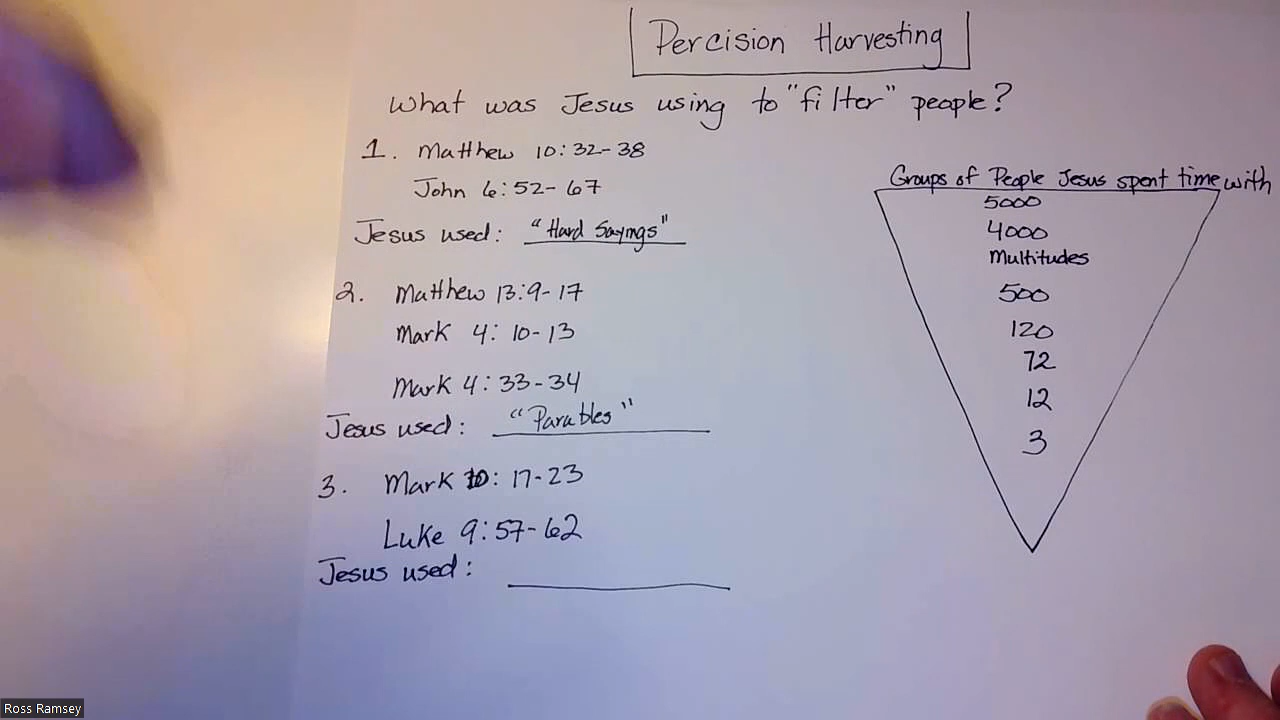 Percision Harvesting
What was Jesus using to "filter" people?
1. Matthew 10:32-38
John 6:52-67
Jesus used: "Hard Sayings"
2. Matthew 13:9-17
Mark 4:10-13
Mark 4:33-34
Jesus used: "Parables"
3. Mark 10:17-23
Luke 9:57-62
Jesus used:
Groups of People Jesus spent time with
5000
4000
Multitudes
500
120
72
12
3
Ross Ramsey